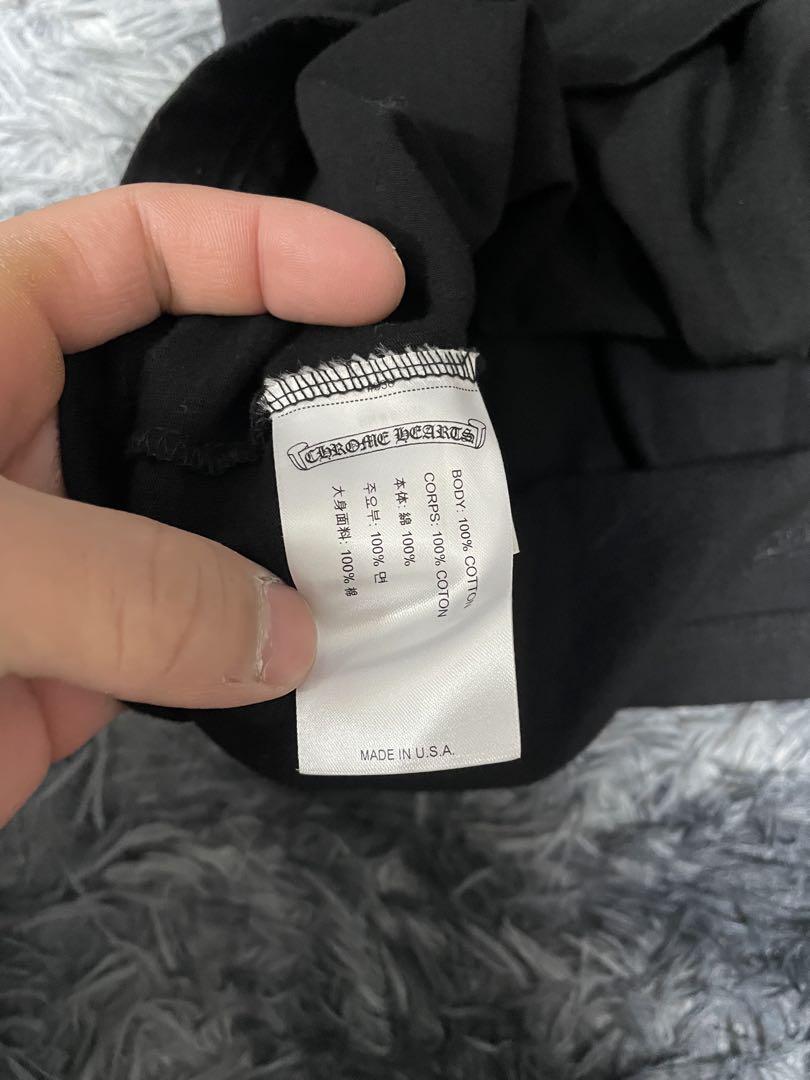 CHROME HEARTS
BODY: 100% COTTON
CORPS: 100% COTON
本体: 綿 100%
주요부: 100% 면
大身面料: 100% 棉
MADE IN U.S.A.